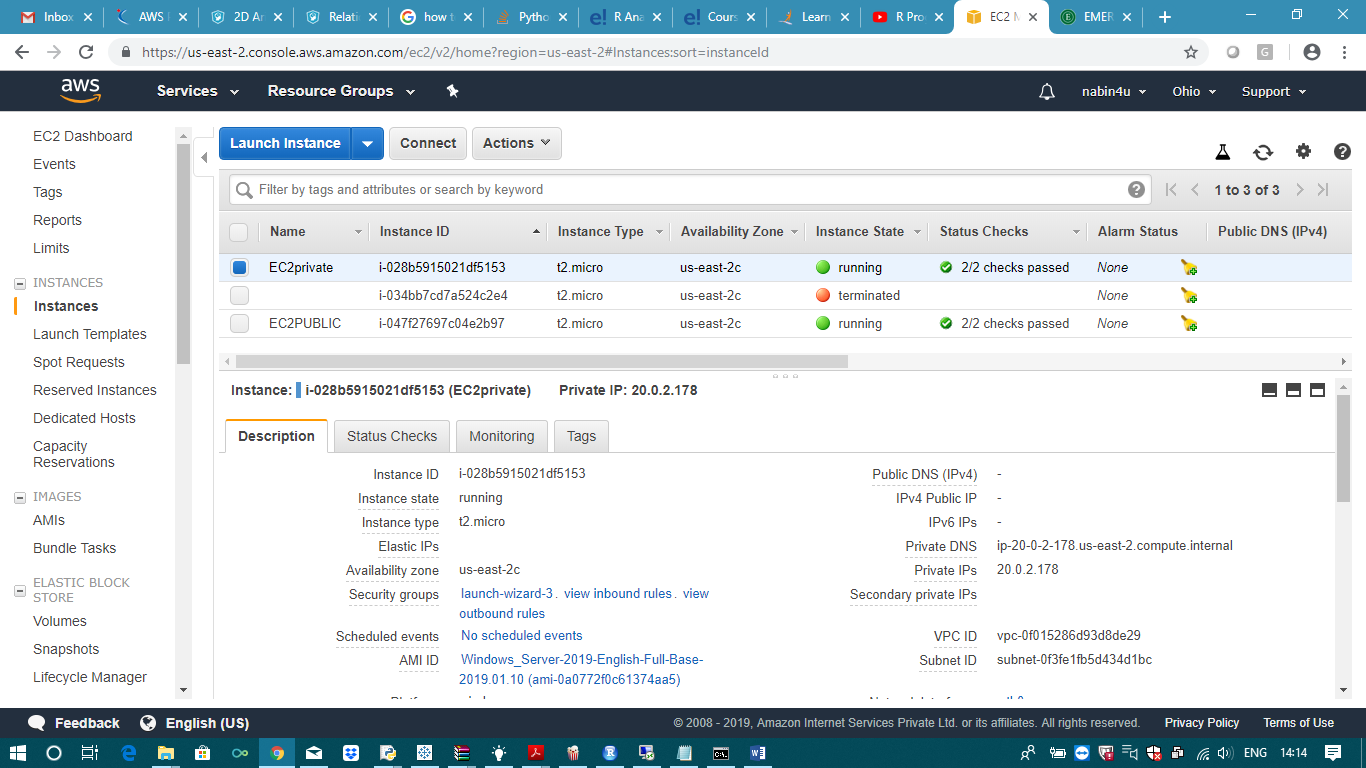 Inbox
AWS
2D Ar
Relati
how t
Pytho
R Ana
Cours
Learn
R Pro
EC2 M
EMER
https://us-east-2.console.aws.amazon.com/ec2/v2/home?region=us-east-2#Instances:sort=instanceId
aws Services Resource Groups nabin4u Ohio Support
EC2 Dashboard
Events
Tags
Reports
Limits
INSTANCES
Instances
Launch Templates
Spot Requests
Reserved Instances
Dedicated Hosts
Capacity
Reservations
IMAGES
AMIs
Bundle Tasks
ELASTIC BLOCK
STORE
Volumes
Snapshots
Lifecycle Manager
Launch Instance Connect Actions
Filter by tags and attributes or search by keyword 1 to 3 of 3
Name Instance ID Instance Type Availability Zone Instance State Status Checks Alarm Status Public DNS (IPv4)
EC2private i-028b5915021df5153 t2.micro us-east-2c running 2/2 checks passed None
i-034bb7cd7a524c2e4 t2.micro us-east-2c terminated None
EC2PUBLIC i-047f27697c04e2b97 t2.micro us-east-2c running 2/2 checks passed None
Instance: i-028b5915021df5153 (EC2private) Private IP: 20.0.2.178
Description Status Checks Monitoring Tags
Instance ID i-028b5915021df5153
Instance state running
Instance type t2.micro
Elastic IPs
Availability zone us-east-2c
Security groups launch-wizard-3. view inbound rules. view
outbound rules
Scheduled events No scheduled events
AMI ID Windows_Server-2019-English-Full-Base-
2019.01.10 (ami-0a0772f0c61374aa5)
Public DNS (IPv4) -
IPv4 Public IP -
IPv6 IPs -
Private DNS ip-20-0-2-178.us-east-2.compute.internal
Private IPs 20.0.2.178
Secondary private IPs
VPC ID vpc-0f015286d93d8de29
Subnet ID subnet-0f3fe1fb5d434d1bc
Feedback English (US) © 2008 - 2019, Amazon Internet Services Private Ltd. or its affiliates. All rights reserved. Privacy Policy Terms of Use
ENG 14:14